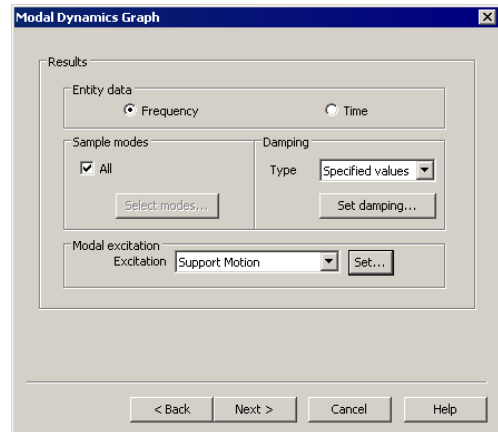 Modal Dynamics Graph
Results
Entity data
Frequency Time
Sample modes Damping
All Type Specified values
Select modes... Set damping...
Modal excitation
Excitation Support Motion Set...
< Back Next > Cancel Help